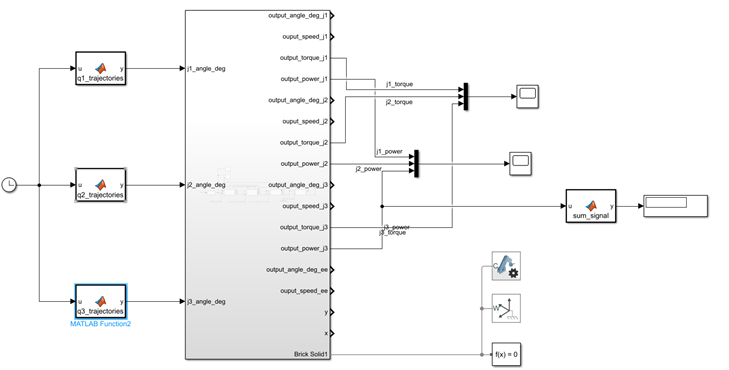 output_angle_deg_j1
ouput_speed_j1
output_torque_j1
output_power_j1
output_angle_deg_j2
ouput_speed_j2
output_torque_j2
output_power_j2
output_angle_deg_j3
ouput_speed_j3
output_torque_j3
output_power_j3
output_angle_deg_ee
ouput_speed_ee
y
x
Brick Solid1
j1_angle_deg
j2_angle_deg
j3_angle_deg
u
y
q1_trajectories
u
y
q2_trajectories
u
y
q3_trajectories
MATLAB Function2
j1_torque
j2_torque
j1_power
j2_power
j3_power
j3_torque
u
y
sum_signal
C
W
f(x) = 0